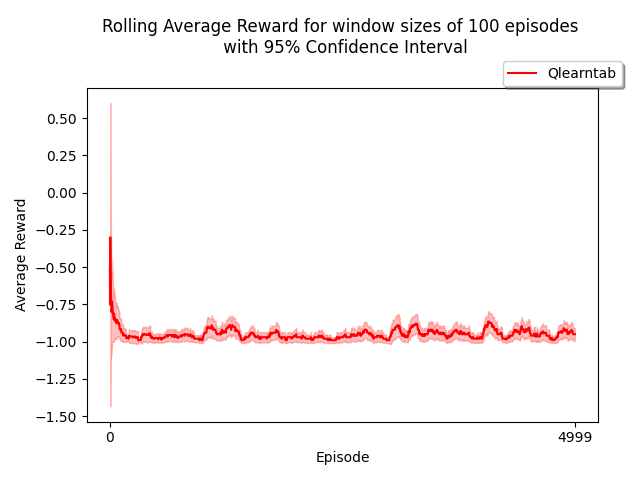 Rolling Average Reward for window sizes of 100 episodes
with 95% Confidence Interval
Qlearntab
0.50
0.25
0.00
−0.25
−0.50
−0.75
−1.00
−1.25
−1.50
Average Reward
0
4999
Episode